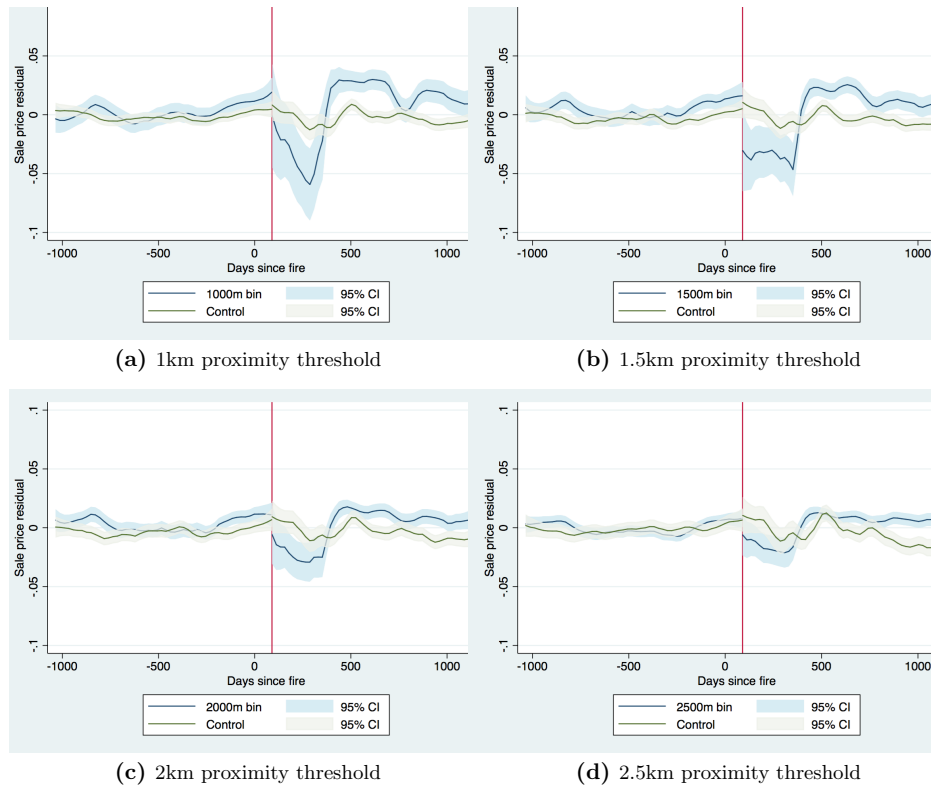 .05
0
-.05
-.1
Sale price residual
-1000 -500 0 500 1000
Days since fire
1000m bin 95% CI
Control 95% CI
(a) 1km proximity threshold
.05
0
-.05
-.1
Sale price residual
-1000 -500 0 500 1000
Days since fire
1500m bin 95% CI
Control 95% CI
(b) 1.5km proximity threshold
.1
.05
0
-.05
-.1
Sale price residual
-1000 -500 0 500 1000
Days since fire
2000m bin 95% CI
Control 95% CI
(c) 2km proximity threshold
.1
.05
0
-.05
-.1
Sale price residual
-1000 -500 0 500 1000
Days since fire
2500m bin 95% CI
Control 95% CI
(d) 2.5km proximity threshold